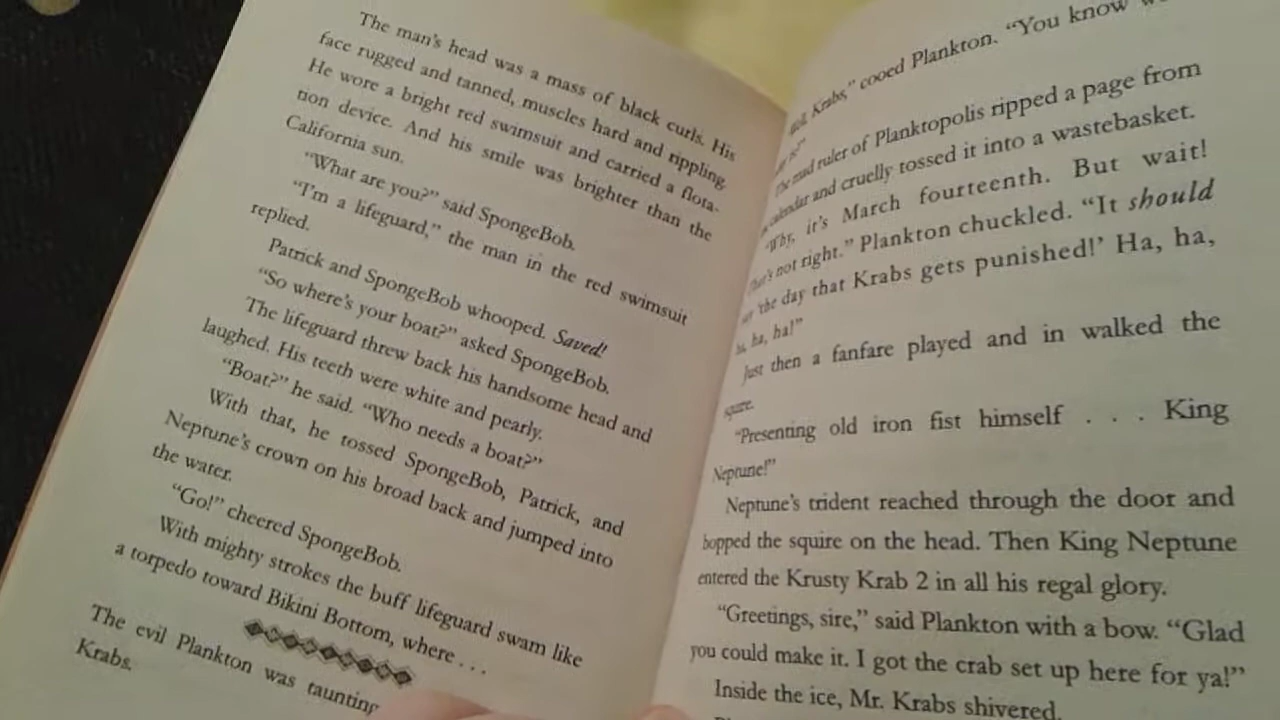 The man's head was a mass of black curls. His
face rugged and tanned, muscles hard and rippling.
He wore a bright red swimsuit and carried a flota-
tion device. And his smile was brighter than the
California sun.
"What are you?" said SpongeBob.
"I'm a lifeguard," the man in the red swimsuit
replied.
Patrick and SpongeBob whooped. Saved!
"So where's your boat?" asked SpongeBob.
The lifeguard threw back his handsome head and
laughed. His teeth were white and pearly.
"Boat?" he said. "Who needs a boat?"
With that, he tossed SpongeBob, Patrick, and
Neptune's crown on his broad back and jumped into
the water.
"Go!" cheered SpongeBob.
With mighty strokes the buff lifeguard swam like
a torpedo toward Bikini Bottom, where . . .
The evil Plankton was taunting
Krabs.
Krabs," cooed Plankton. "You know
mad ruler of Planktopolis ripped a page from
calendar and cruelly tossed it into a wastebasket.
"Why, it's March fourteenth. But wait!
That's not right." Plankton chuckled. "It should
'the day that Krabs gets punished!' Ha, ha,
ha, ha!"
Just then a fanfare played and in walked the
squire.
"Presenting old iron fist himself . . . King
Neptune!"
Neptune's trident reached through the door and
bopped the squire on the head. Then King Neptune
entered the Krusty Krab 2 in all his regal glory.
"Greetings, sire," said Plankton with a bow. "Glad
you could make it. I got the crab set up here for ya!"
Inside the ice, Mr. Krabs shivered.